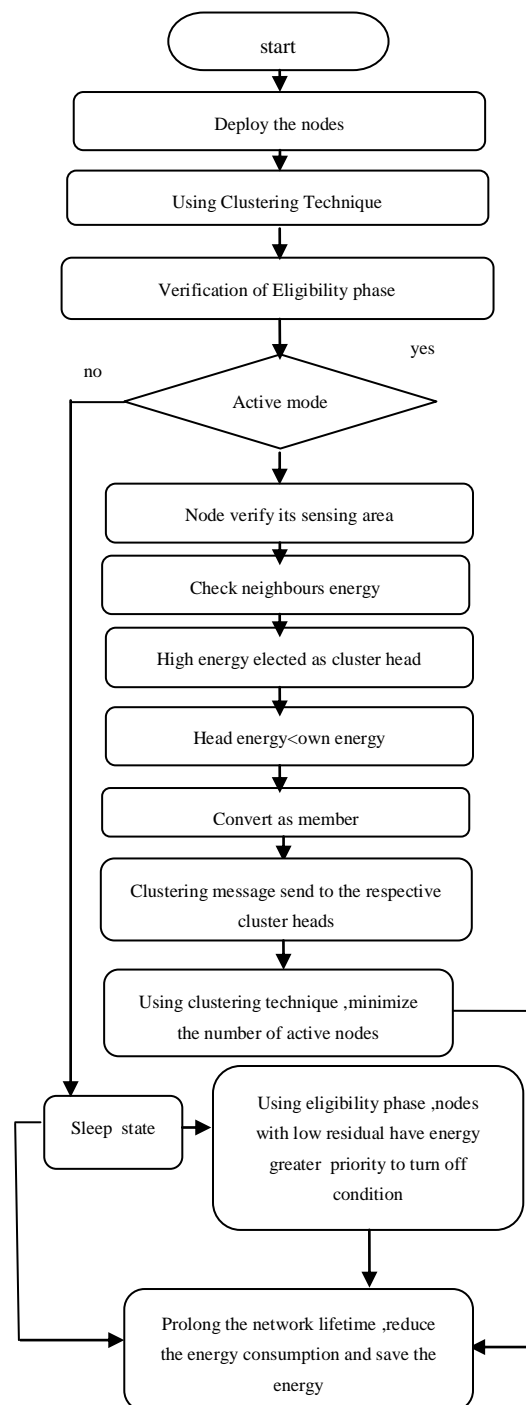 start
Deploy the nodes
Using Clustering Technique
Verification of Eligibility phase
yes
no
Active mode
Node verify its sensing area
Check neighbours energy
High energy elected as cluster head
Head energy<own energy
Convert as member
Clustering message send to the respective
cluster heads
Using clustering technique ,minimize
the number of active nodes
Sleep state
Using eligibility phase ,nodes
with low residual have energy
greater priority to turn off
condition
Prolong the network lifetime ,reduce
the energy consumption and save the
energy